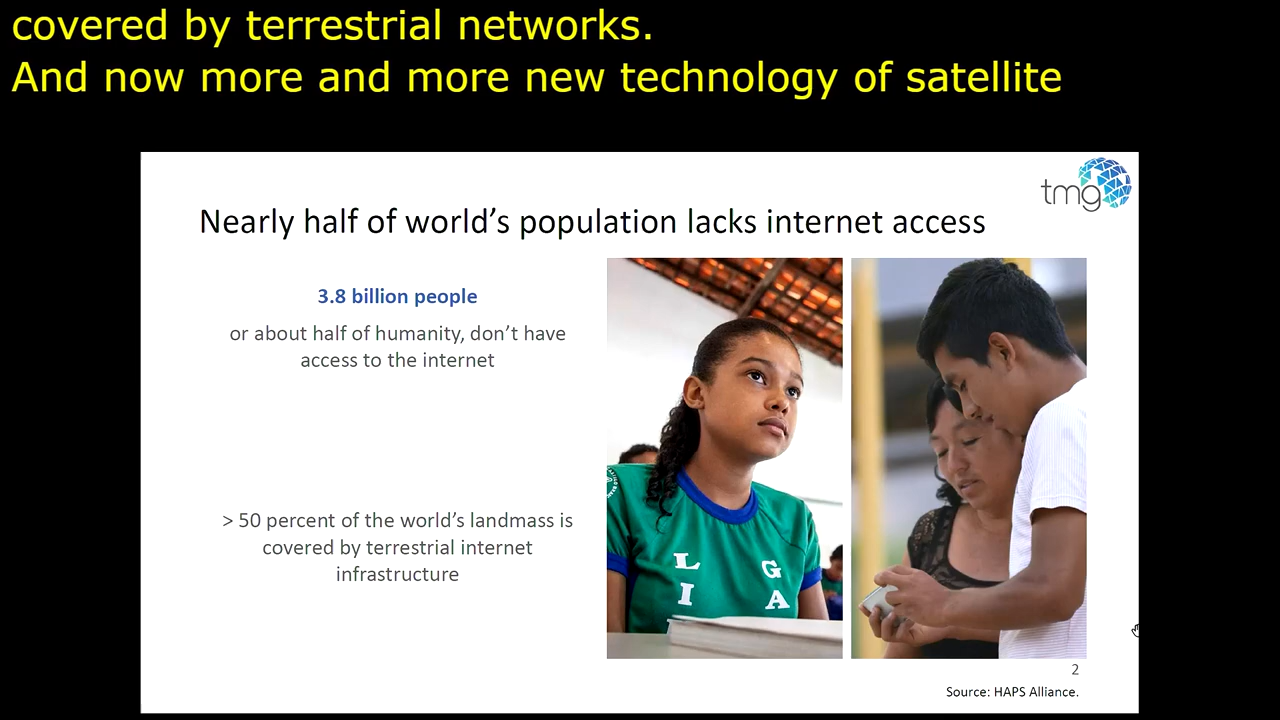 covered by terrestrial networks.
And now more and more new technology of satellite
tmg
Nearly half of world's population lacks internet access
3.8 billion people
or about half of humanity, don't have
access to the internet
> 50 percent of the world's landmass is
covered by terrestrial internet
infrastructure
L G
I A
2
Source: HAPS Alliance.